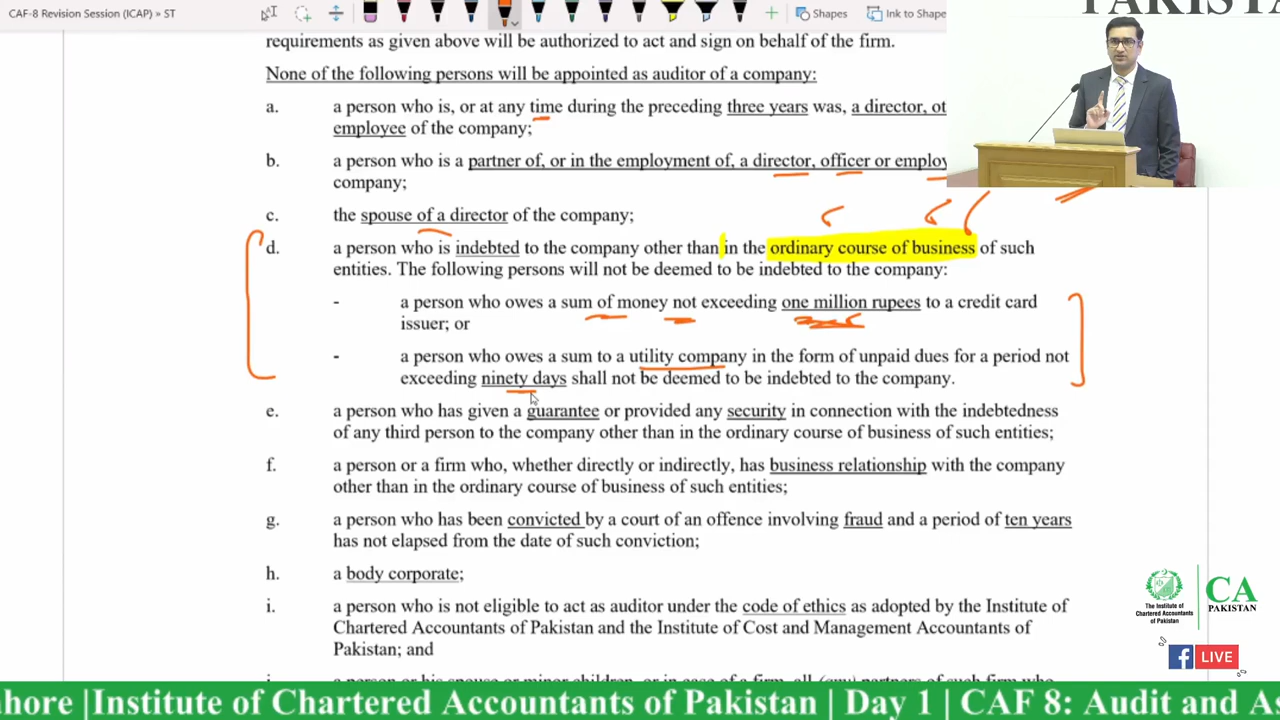 PAKISTAN
CAF-8 Revision Session (ICAP) » ST
Shapes
Ink to Shape
requirements as given above will be authorized to act and sign on behalf of the firm.
None of the following persons will be appointed as auditor of a company:
a. a person who is, or at any time during the preceding three years was, a director, ot
employee of the company;
b. a person who is a partner of, or in the employment of, a director, officer or employ
company;
c. the spouse of a director of the company;
d. a person who is indebted to the company other than in the ordinary course of business of such
entities. The following persons will not be deemed to be indebted to the company:
- a person who owes a sum of money not exceeding one million rupees to a credit card
issuer; or
- a person who owes a sum to a utility company in the form of unpaid dues for a period not
exceeding ninety days shall not be deemed to be indebted to the company.
e. a person who has given a guarantee or provided any security in connection with the indebtedness
of any third person to the company other than in the ordinary course of business of such entities;
f. a person or a firm who, whether directly or indirectly, has business relationship with the company
other than in the ordinary course of business of such entities;
g. a person who has been convicted by a court of an offence involving fraud and a period of ten years
has not elapsed from the date of such conviction;
h. a body corporate;
i. a person who is not eligible to act as auditor under the code of ethics as adopted by the Institute of
Chartered Accountants of Pakistan and the Institute of Cost and Management Accountants of
Pakistan; and
The Institute of
Chartered Accountants
of Pakistan
CA
PAKISTAN
f LIVE
hore |Institute of Chartered Accountants of Pakistan | Day 1 | CAF 8: Audit and As